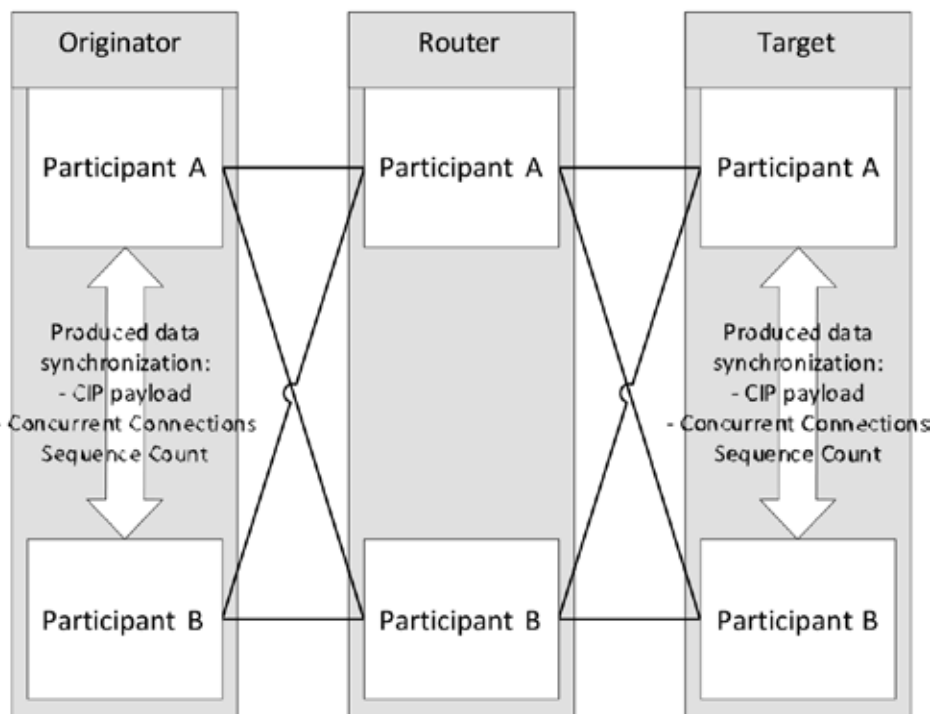 Originator
Router
Target
Participant A
Participant A
Participant A
Produced data
synchronization:
- CIP payload
- Concurrent Connections
Sequence Count
Produced data
synchronization:
- CIP payload
- Concurrent Connections
Sequence Count
Participant B
Participant B
Participant B